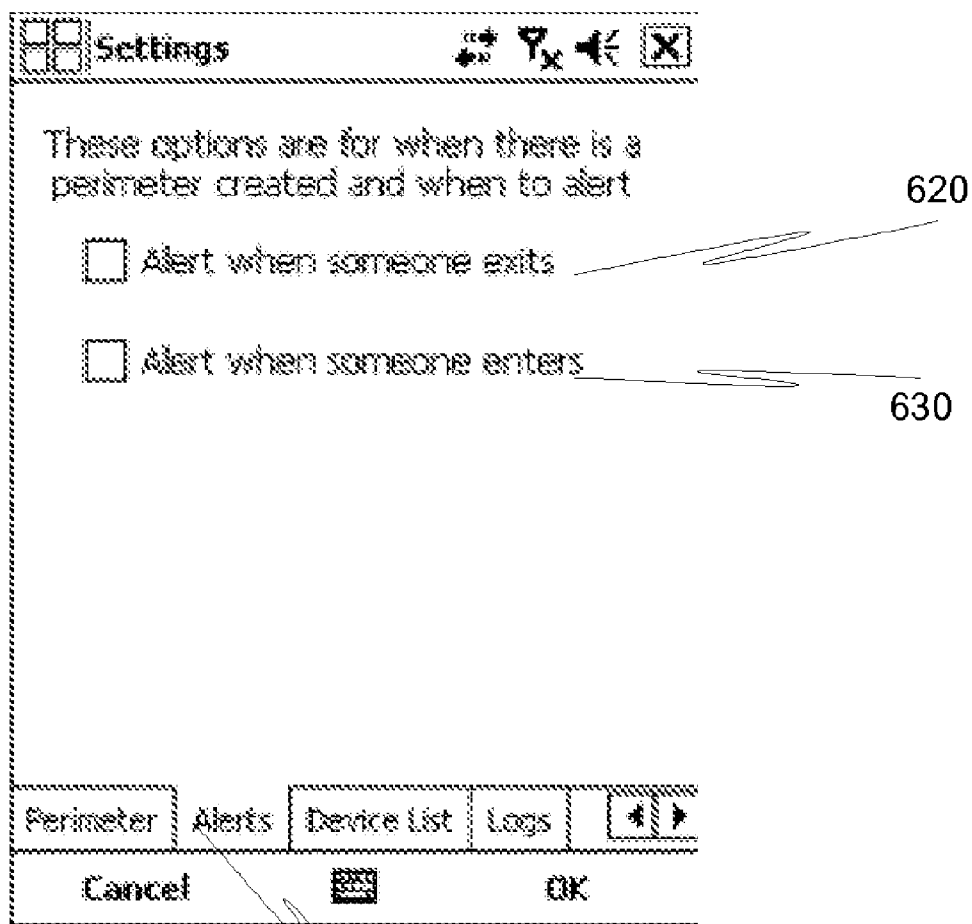 Settings
These options are for when there is a
perimeter created and when to alert
620
Alert when someone exits
Alert when someone enters
630
Perimeter Alerts Device List Logs
Cancel OK